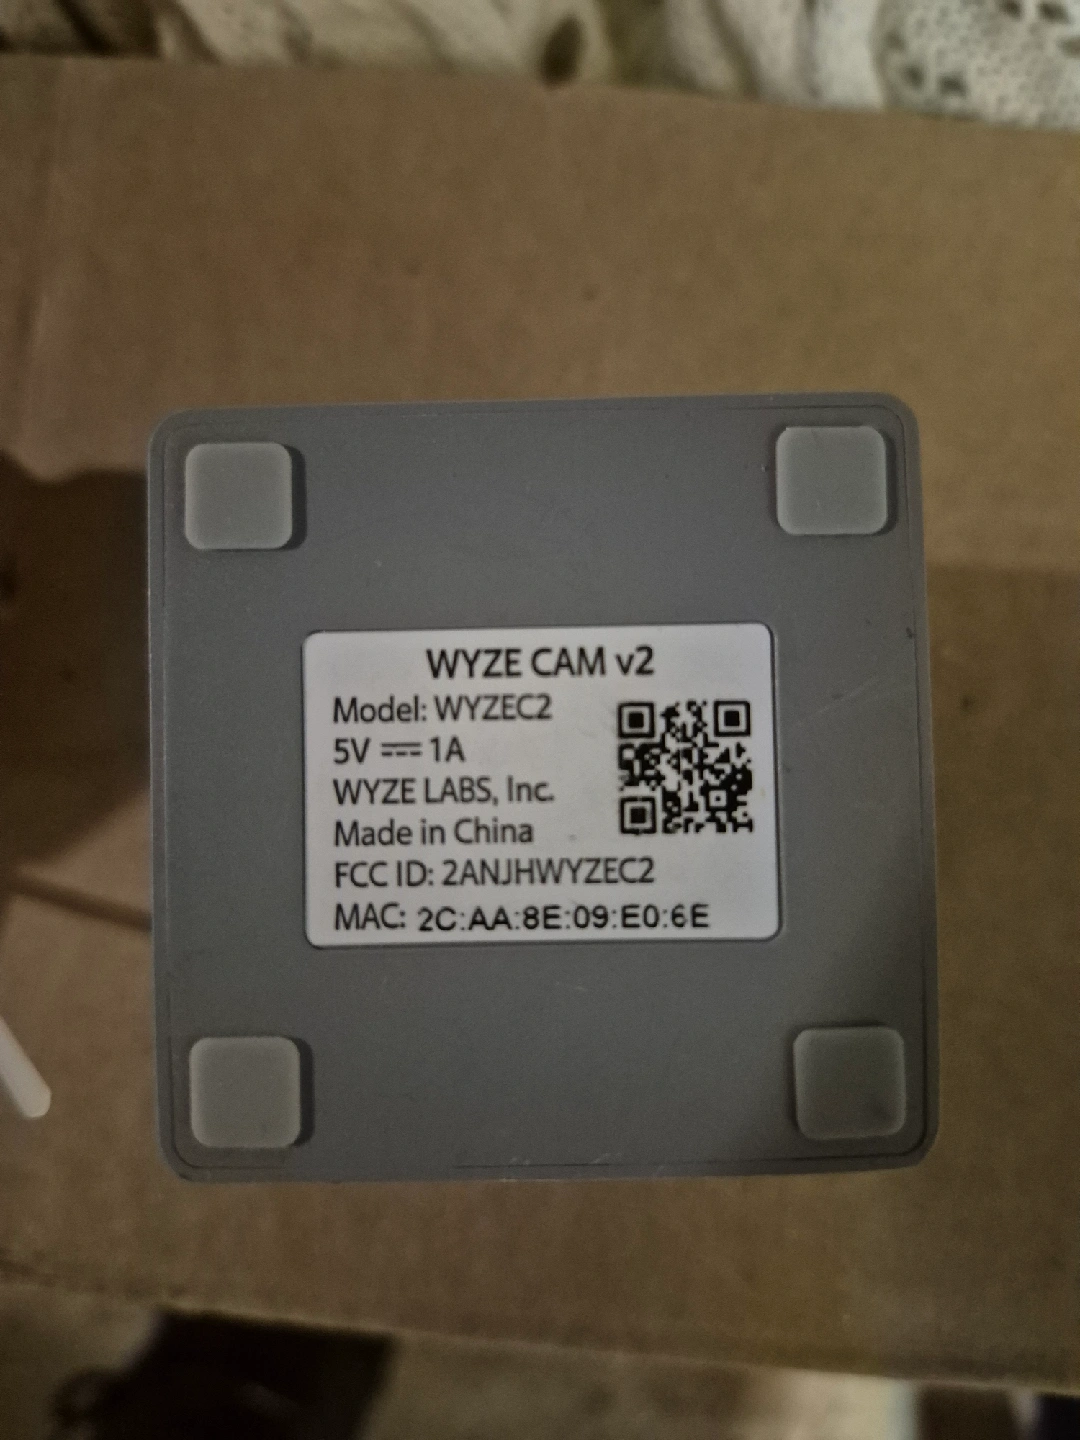 WYZE CAM v2
Model: WYZEC2
5V ⎓ 1A
WYZE LABS, Inc.
Made in China
FCC ID: 2ANJHWYZEC2
MAC: 2C:AA:8E:09:E0:6E